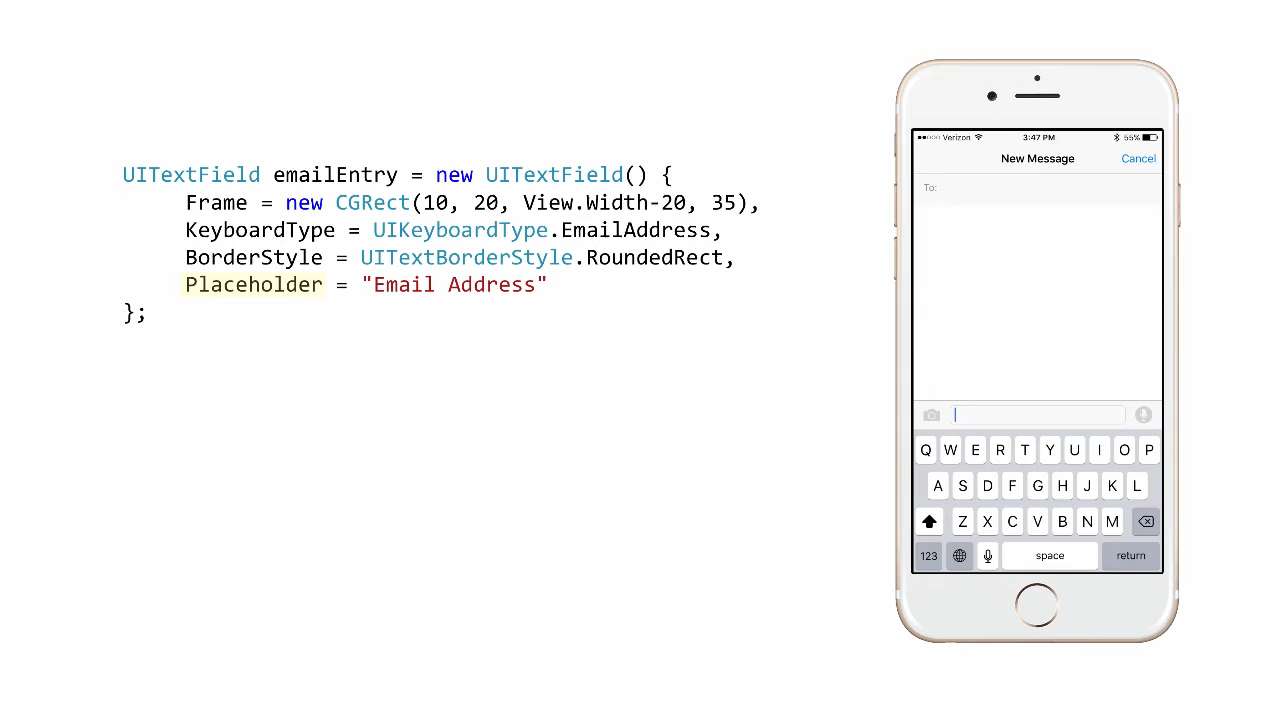 UITextField emailEntry = new UITextField() {
Frame = new CGRect(10, 20, View.Width-20, 35),
KeyboardType = UIKeyboardType.EmailAddress,
BorderStyle = UITextBorderStyle.RoundedRect,
Placeholder = "Email Address"
};
Verizon 3:47 PM 55%
New Message Cancel
To:
Q W E R T Y U I O P
A S D F G H J K L
Z X C V B N M
123 space return